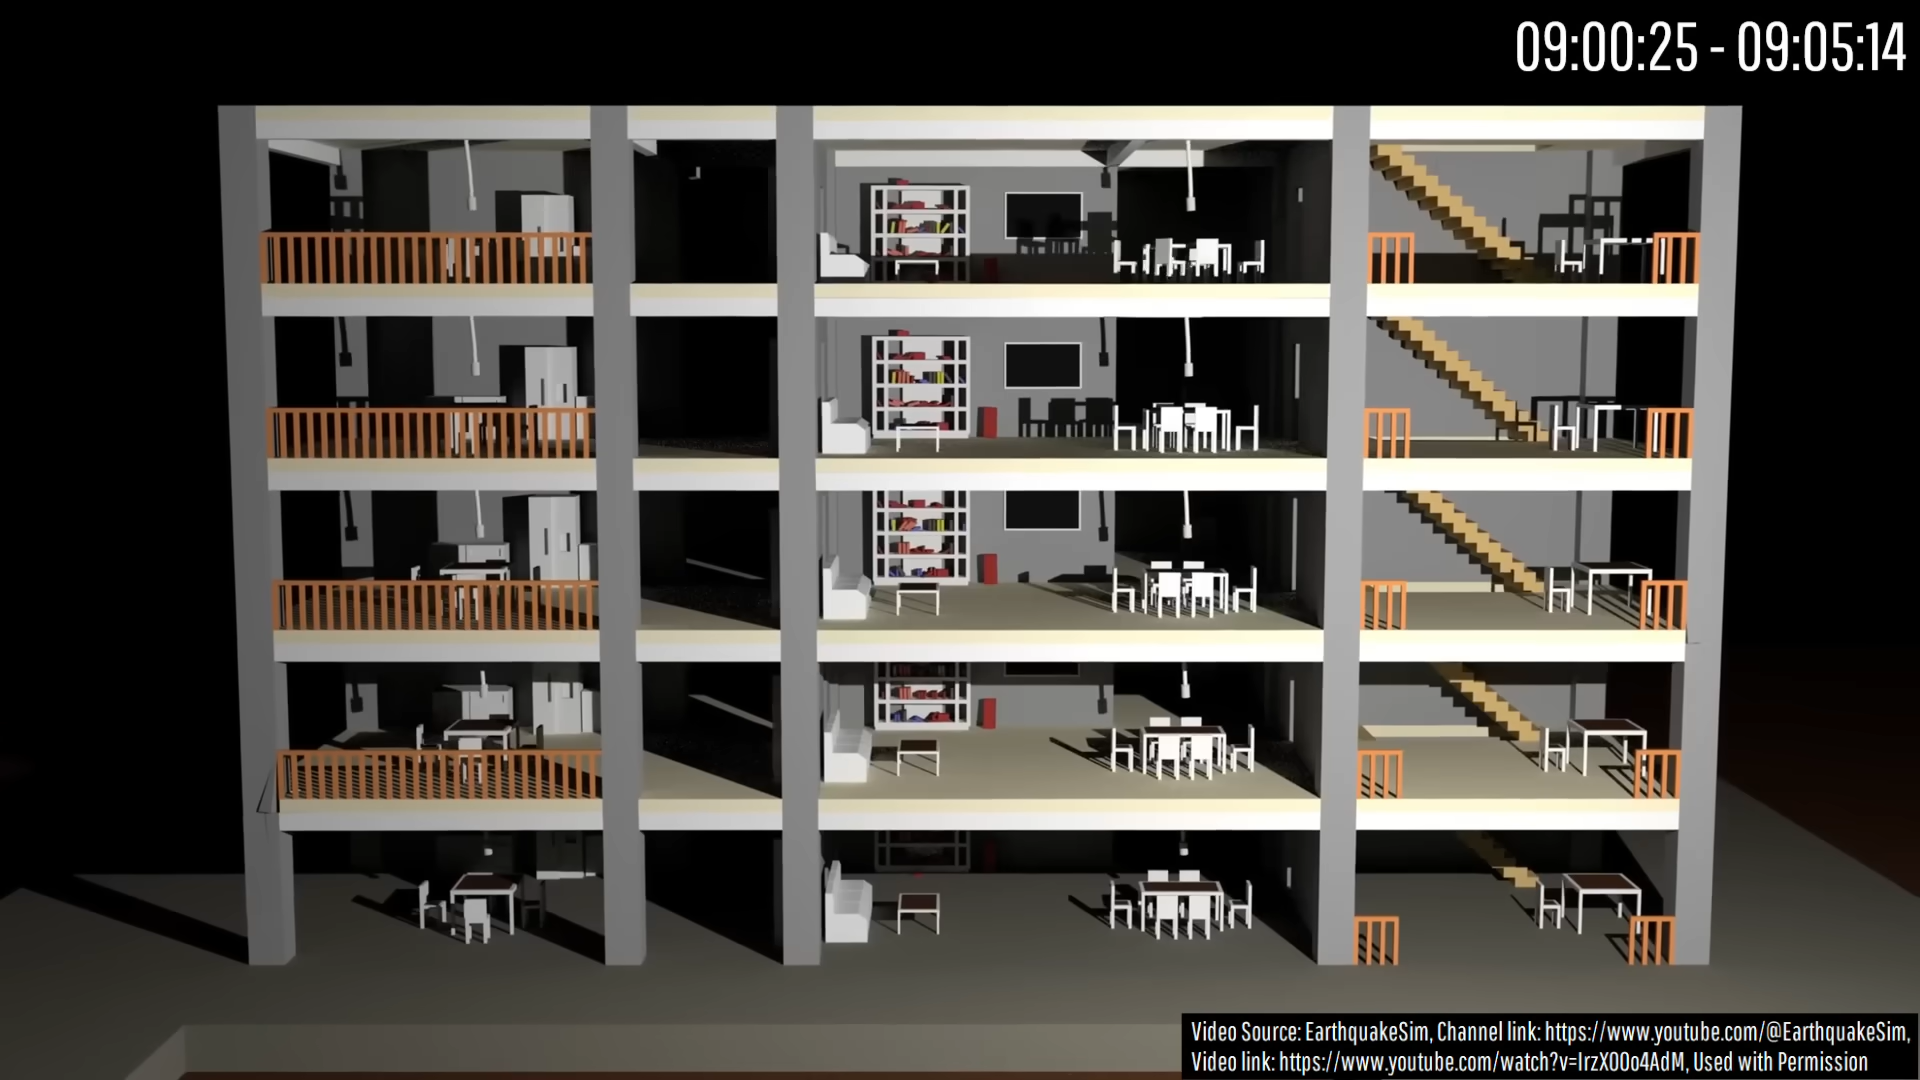 09:00:25 - 09:05:14
Video Source: EarthquakeSim, Channel link: https://www.youtube.com/@EarthquakeSim,
Video link: https://www.youtube.com/watch?v=IrzX0Oo4AdM, Used with Permission